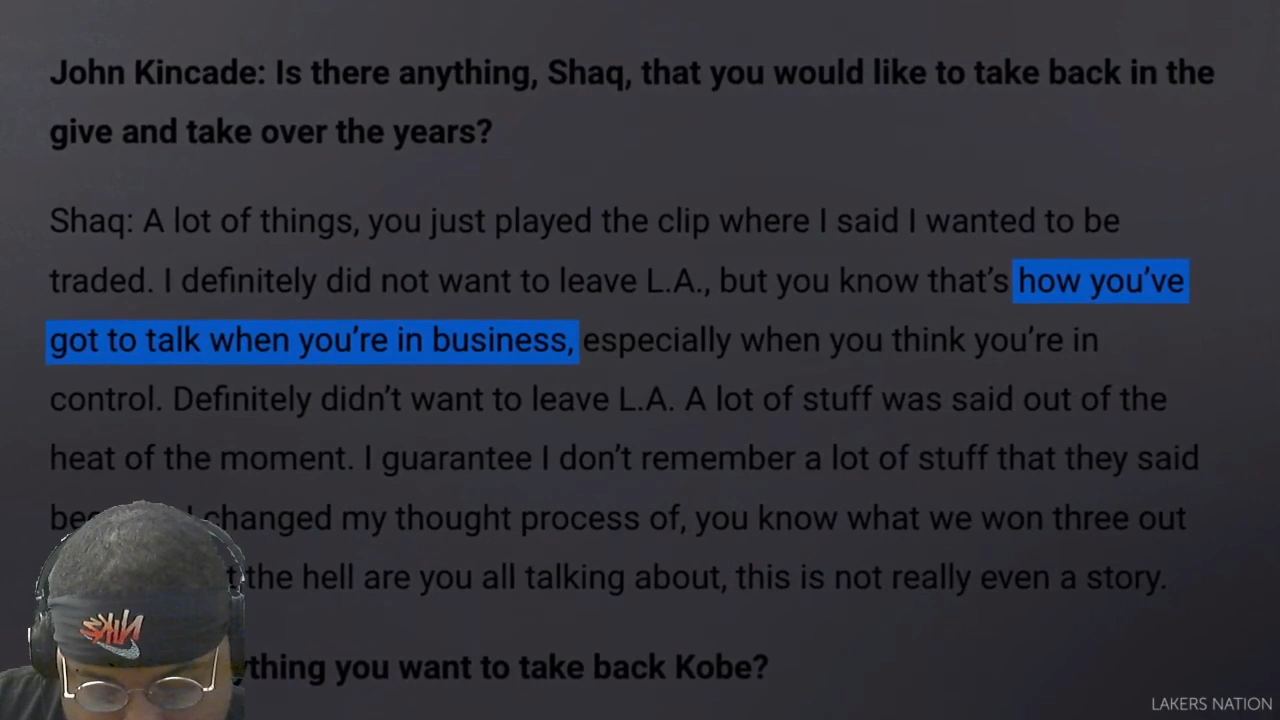 John Kincade: Is there anything, Shaq, that you would like to take back in the
give and take over the years?
Shaq: A lot of things, you just played the clip where I said I wanted to be
traded. I definitely did not want to leave L.A., but you know that’s how you’ve
got to talk when you’re in business, especially when you think you’re in
control. Definitely didn’t want to leave L.A. A lot of stuff was said out of the
heat of the moment. I guarantee I don’t remember a lot of stuff that they said
changed my thought process of, you know what we won three out
the hell are you all talking about, this is not really even a story.
you want to take back Kobe?
LAKERS NATION